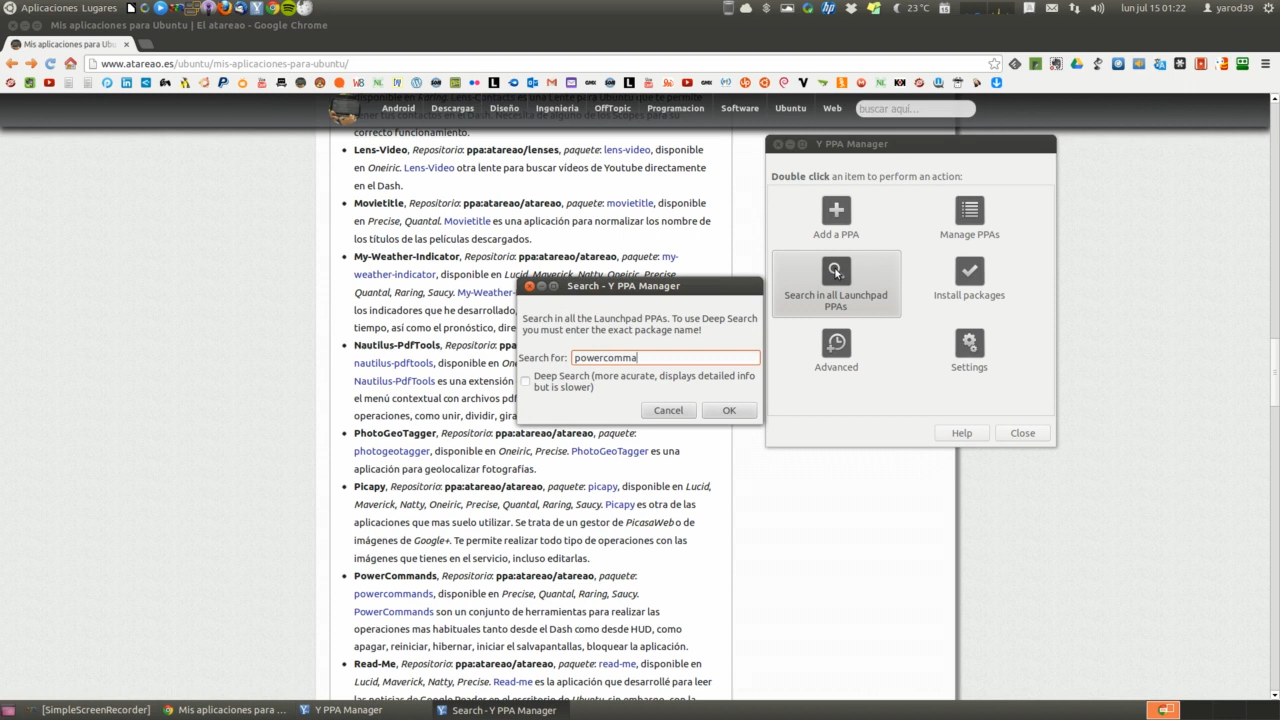 Aplicaciones Lugares
23°C
lun jul 15 01:22
yarod39
Mis aplicaciones para Ubuntu | El atareao - Google Chrome
Mis aplicaciones para Ubu
www.atareao.es/ubuntu/mis-aplicaciones-para-ubuntu/
Android Descargas Diseño Ingeniería OffTopic Programacion Software Ubuntu Web buscar aquí...
correcto funcionamiento.
Lens-Video, Repositorio: ppa:atareao/lenses, paquete: lens-video, disponible
en Oneiric. Lens-Video otra lente para buscar vídeos de Youtube directamente
en el Dash.
Movietitle, Repositorio: ppa:atareao/atareao, paquete: movietitle, disponible
en Precise, Quantal. Movietitle es una aplicación para normalizar los nombre de
los títulos de las películas descargados.
My-Weather-Indicator, Repositorio: ppa:atareao/atareao, paquete: my-
weather-indicator, disponible en Lucid, Maverick, Natty, Oneiric, Precise,
Quantal, Raring, Saucy. My-Weather-
los indicadores que he desarrollado,
tiempo, así como el pronóstico, dire
Nautilus-PdfTools, Repositorio: ppa
nautilus-pdftools, disponible en One
Nautilus-PdfTools es una extensión
el menú contextual con archivos pdf
operaciones, como unir, dividir, gira
PhotoGeoTagger, Repositorio: ppa:atareao/atareao, paquete:
photogeotagger, disponible en Oneiric, Precise. PhotoGeoTagger es una
aplicación para geolocalizar fotografías.
Picapy, Repositorio: ppa:atareao/atareao, paquete: picapy, disponible en Lucid,
Maverick, Natty, Oneiric, Precise, Quantal, Raring, Saucy. Picapy es otra de las
aplicaciones que mas suelo utilizar. Se trata de un gestor de PicasaWeb o de
imágenes de Google+. Te permite realizar todo tipo de operaciones con las
imágenes que tienes en el servicio, incluso editarlas.
PowerCommands, Repositorio: ppa:atareao/atareao, paquete:
powercommands, disponible en Precise, Quantal, Raring, Saucy.
PowerCommands son un conjunto de herramientas para realizar las
operaciones mas habituales tanto desde el Dash como desde HUD, como
apagar, reiniciar, hibernar, iniciar el salvapantallas, bloquear la aplicación.
Read-Me, Repositorio: ppa:atareao/atareao, paquete: read-me, disponible en
Lucid, Maverick, Natty, Precise. Read-me es la aplicación que desarrollé para leer
Y PPA Manager
Double click an item to perform an action:
Add a PPA
Manage PPAs
Search in all Launchpad
PPAs
Install packages
Advanced
Settings
Help
Close
Search - Y PPA Manager
Search in all the Launchpad PPAs. To use Deep Search
you must enter the exact package name!
Search for: powercomma
Deep Search (more acurate, displays detailed info
but is slower)
Cancel
OK
[SimpleScreenRecorder]
Mis aplicaciones para ...
Y PPA Manager
Search - Y PPA Manager